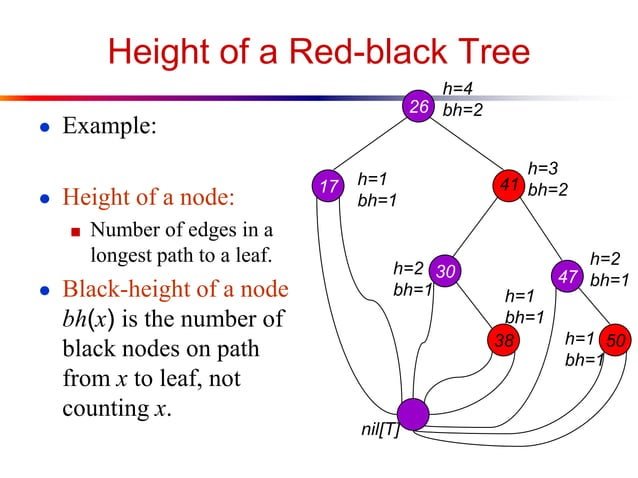 Height of a Red-black Tree
● Example:
● Height of a node:
■ Number of edges in a
longest path to a leaf.
● Black-height of a node
bh(x) is the number of
black nodes on path
from x to leaf, not
counting x.
26
h=4
bh=2
17
h=1
bh=1
41
h=3
bh=2
30
h=2
bh=1
47
h=2
bh=1
38
h=1
bh=1
50
h=1
bh=1
nil[T]